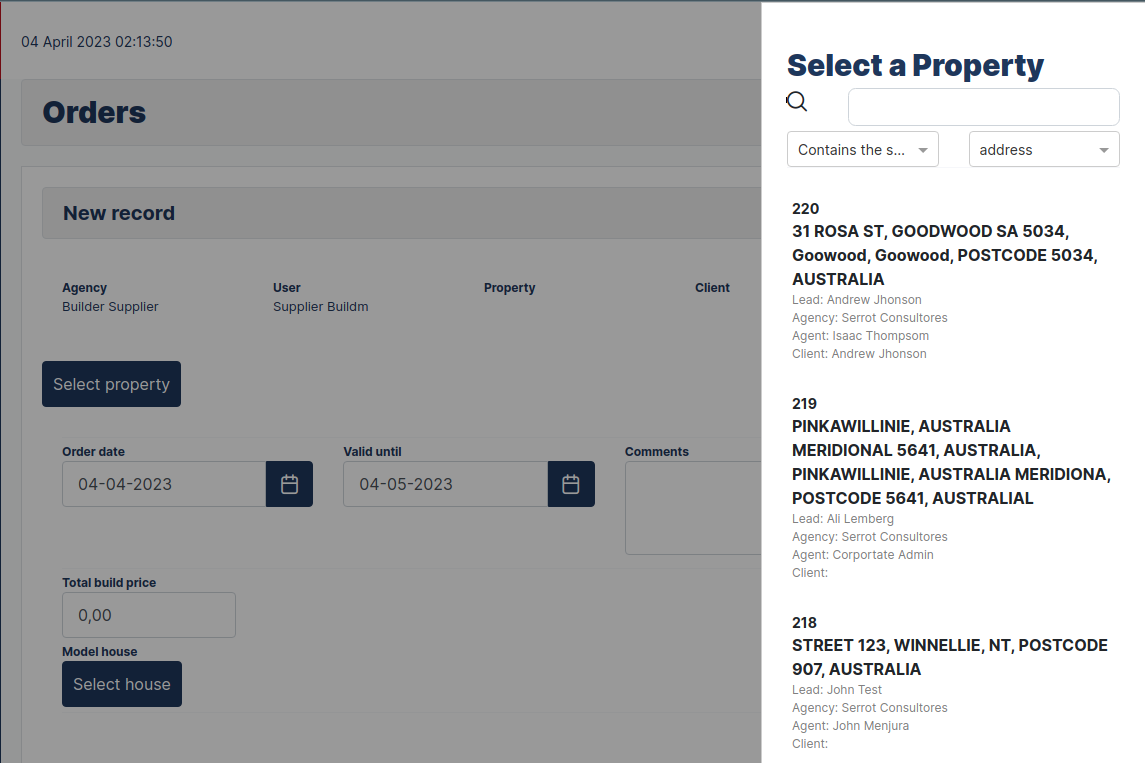 04 April 2023 02:13:50
Orders
New record
Agency
Builder Supplier
User
Supplier Buildm
Property
Client
Select property
Order date
04-04-2023
Valid until
04-05-2023
Comments
Total build price
0,00
Model house
Select house
Select a Property
Contains the s...
address
220
31 ROSA ST, GOODWOOD SA 5034,
Goowood, Goowood, POSTCODE 5034,
AUSTRALIA
Lead: Andrew Jhonson
Agency: Serrot Consultores
Agent: Isaac Thompsom
Client: Andrew Jhonson
219
PINKAWILLINIE, AUSTRALIA
MERIDIONAL 5641, AUSTRALIA,
PINKAWILLINIE, AUSTRALIA MERIDIONA,
POSTCODE 5641, AUSTRALIAL
Lead: Ali Lemberg
Agency: Serrot Consultores
Agent: Corportate Admin
Client:
218
STREET 123, WINNELLIE, NT, POSTCODE
907, AUSTRALIA
Lead: John Test
Agency: Serrot Consultores
Agent: John Menjura
Client: